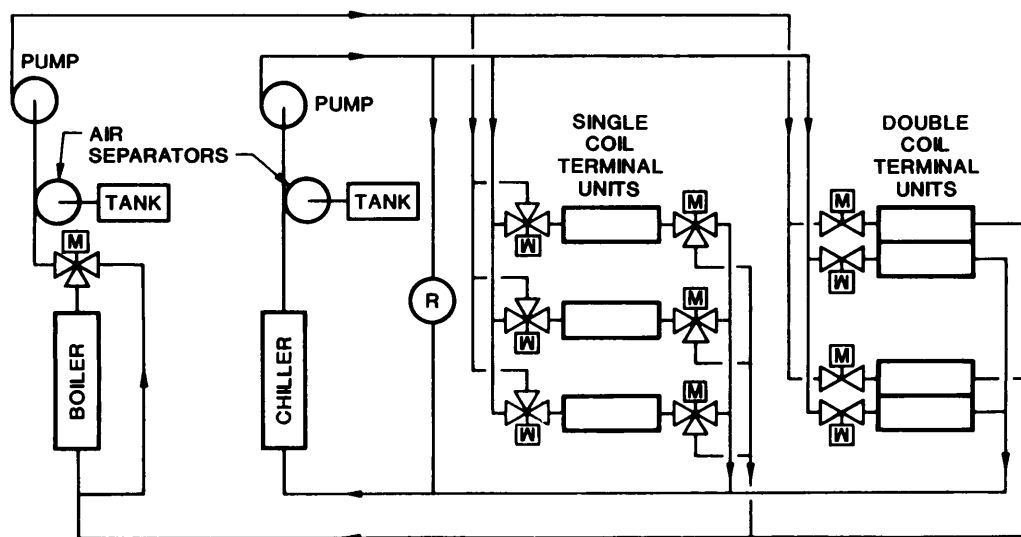 PUMP
PUMP
AIR
SEPARATORS
TANK
TANK
M
BOILER
CHILLER
R
SINGLE
COIL
TERMINAL
UNITS
M
M
M
M
M
M
DOUBLE
COIL
TERMINAL
UNITS
M
M
M
M